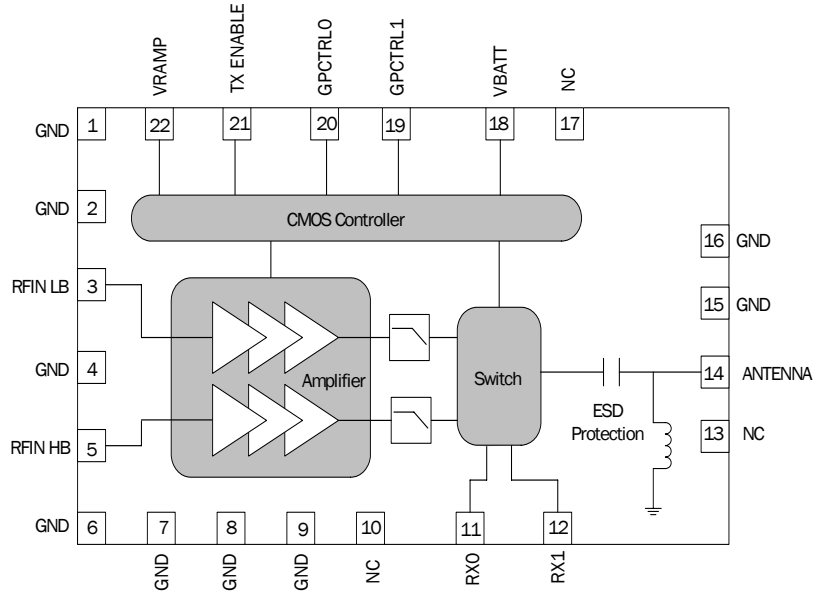 VRAMP
TX ENABLE
GPCTRL0
GPCTRL1
VBATT
NC
GND 1
22
21
20
19
18
17
GND 2
CMOS Controller
16 GND
RFIN LB 3
15 GND
GND 4
Amplifier
Switch
14 ANTENNA
ESD
Protection
RFIN HB 5
13 NC
GND 6
7
8
9
10
11
12
GND
GND
GND
NC
RX0
RX1